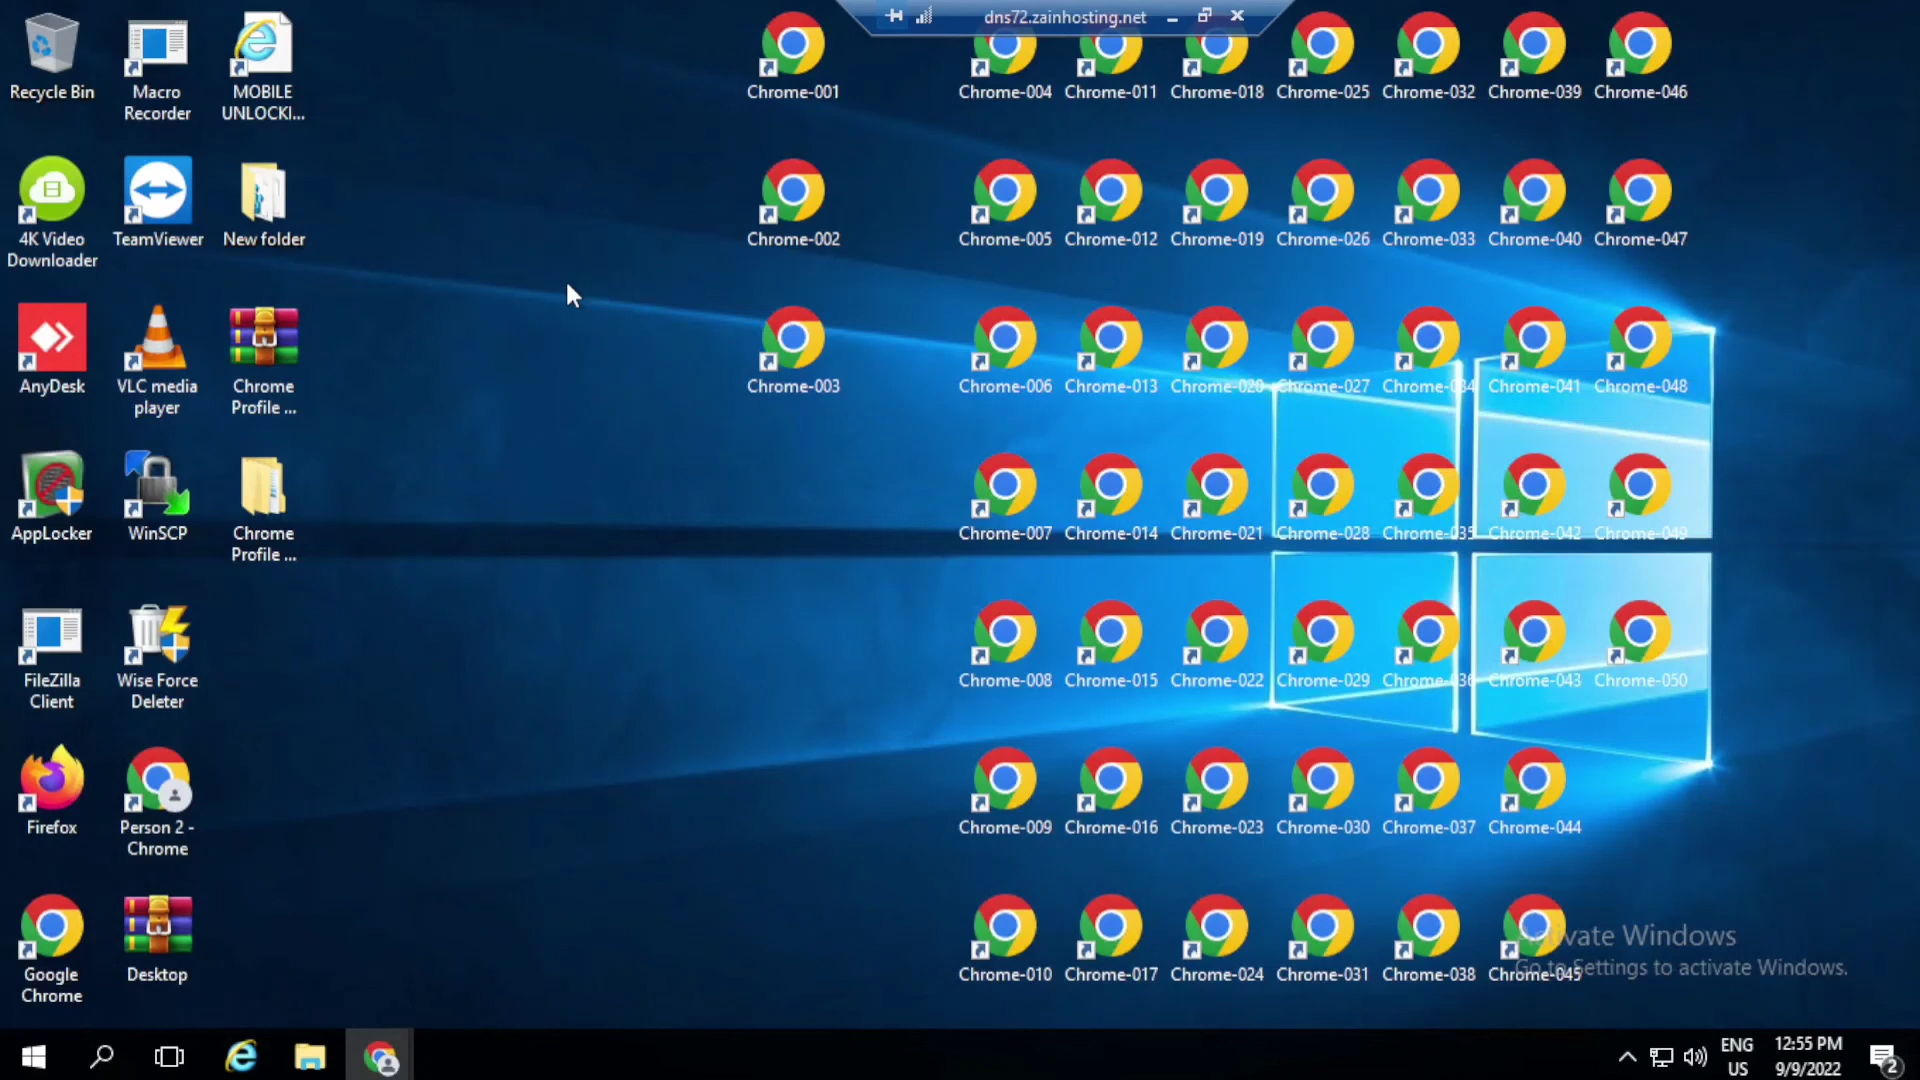 dns72.zainhosting.net
Recycle Bin
Macro
Recorder
MOBILE
UNLOCKI...
Chrome-001
Chrome-004
Chrome-011
Chrome-018
Chrome-025
Chrome-032
Chrome-039
Chrome-046
4K Video
Downloader
TeamViewer
New folder
Chrome-002
Chrome-005
Chrome-012
Chrome-019
Chrome-026
Chrome-033
Chrome-040
Chrome-047
AnyDesk
VLC media
player
Chrome
Profile ...
Chrome-003
Chrome-006
Chrome-013
Chrome-020
Chrome-027
Chrome-034
Chrome-041
Chrome-048
AppLocker
WinSCP
Chrome
Profile ...
Chrome-007
Chrome-014
Chrome-021
Chrome-028
Chrome-035
Chrome-042
Chrome-049
FileZilla
Client
Wise Force
Deleter
Chrome-008
Chrome-015
Chrome-022
Chrome-029
Chrome-036
Chrome-043
Chrome-050
Firefox
Person 2 -
Chrome
Chrome-009
Chrome-016
Chrome-023
Chrome-030
Chrome-037
Chrome-044
Google
Chrome
Desktop
Chrome-010
Chrome-017
Chrome-024
Chrome-031
Chrome-038
Chrome-045
Activate Windows
Go to Settings to activate Windows.
ENG
US
12:55 PM
9/9/2022
2